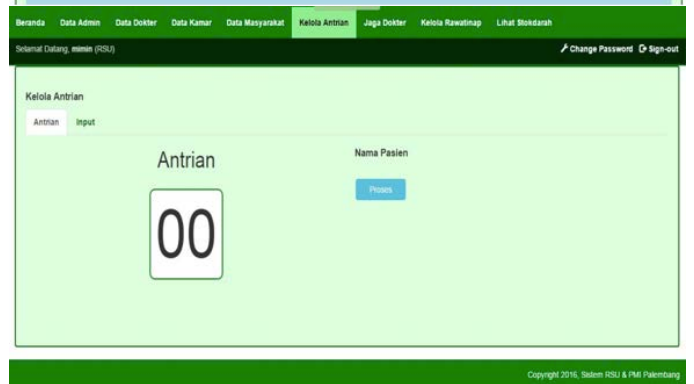 Beranda Data Admin Data Dokter Data Kamar Data Masyarakat Kelola Antrian Jaga Dokter Kelola Rawatinap Lihat Stokdarah
Selamat Datang, mimin (RSU) Change Password Sign-out
Kelola Antrian
Antrian Input
Antrian Nama Pasien
Proses
00
Copyright 2016, Sistem RSU & PMI Palembang